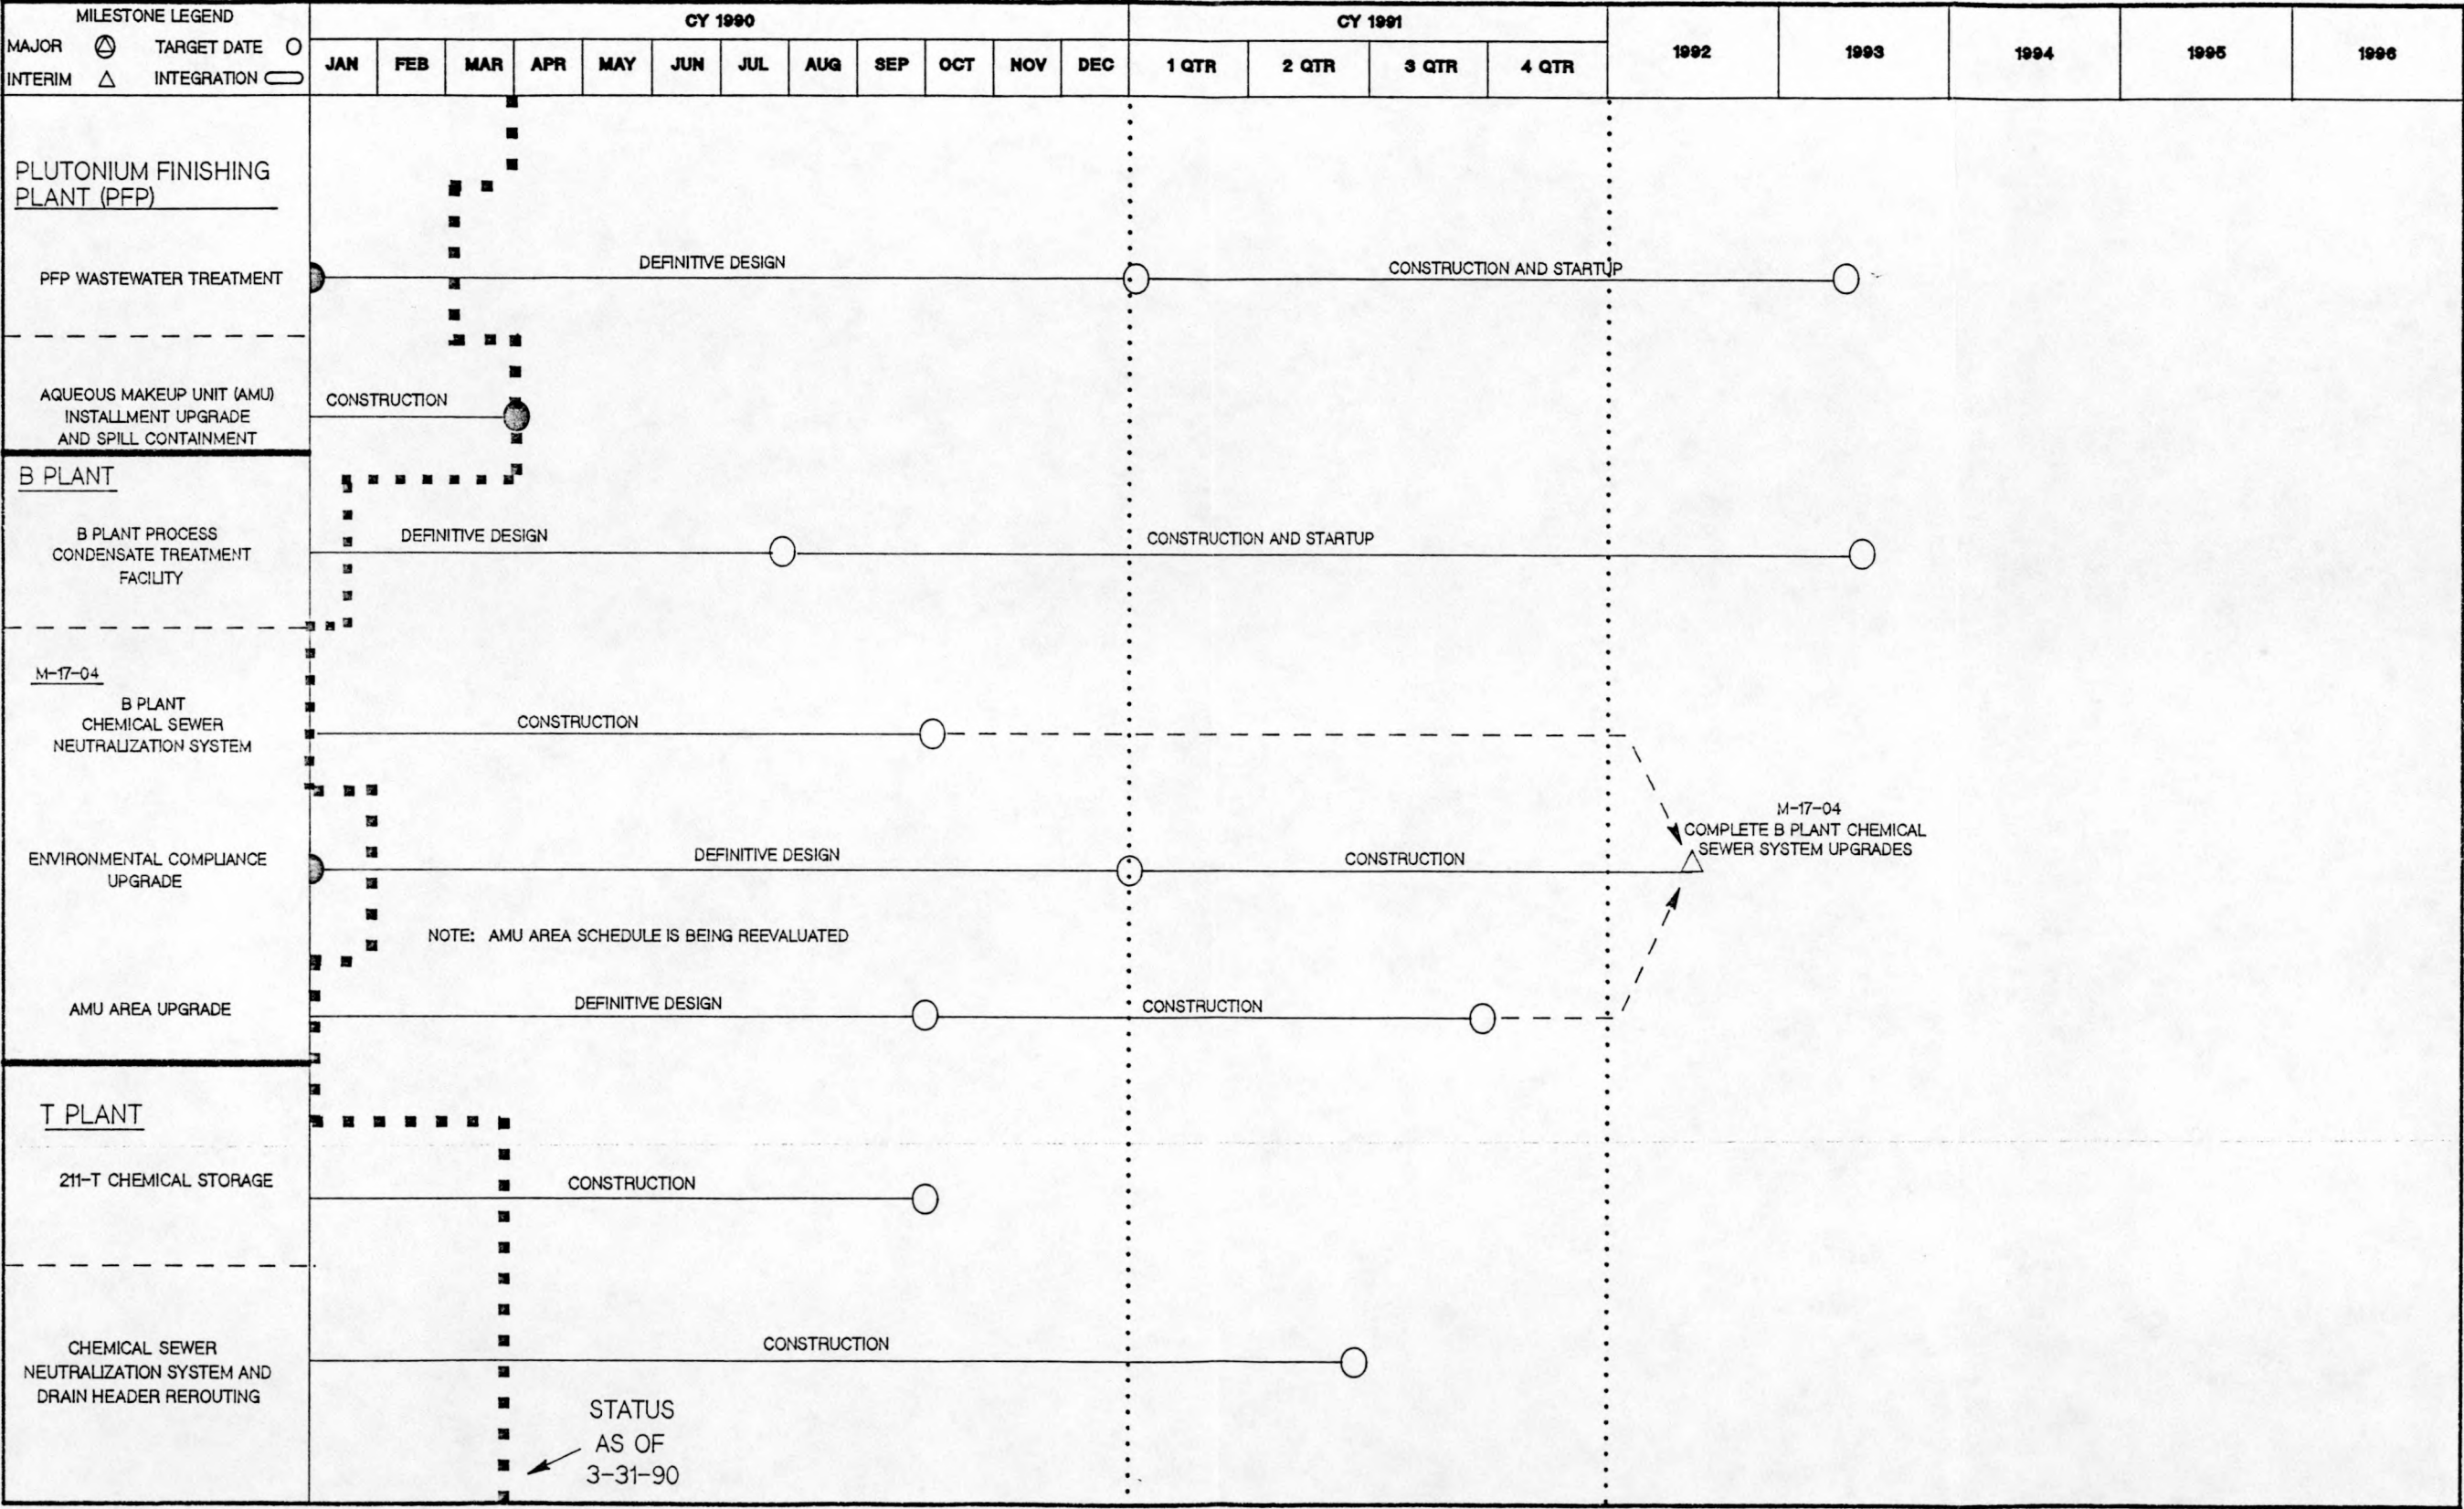 MILESTONE LEGEND
MAJOR TARGET DATE
INTERIM INTEGRATION
CY 1990
CY 1991
JAN FEB MAR APR MAY JUN JUL AUG SEP OCT NOV DEC 1 QTR 2 QTR 3 QTR 4 QTR 1992 1993 1994 1995 1996
PLUTONIUM FINISHING
PLANT (PFP)
PFP WASTEWATER TREATMENT
DEFINITIVE DESIGN
CONSTRUCTION AND STARTUP
AQUEOUS MAKEUP UNIT (AMU)
INSTALLMENT UPGRADE
AND SPILL CONTAINMENT
CONSTRUCTION
B PLANT
B PLANT PROCESS
CONDENSATE TREATMENT
FACILITY
DEFINITIVE DESIGN
CONSTRUCTION AND STARTUP
M-17-04
B PLANT
CHEMICAL SEWER
NEUTRALIZATION SYSTEM
CONSTRUCTION
M-17-04
COMPLETE B PLANT CHEMICAL
SEWER SYSTEM UPGRADES
ENVIRONMENTAL COMPLIANCE
UPGRADE
DEFINITIVE DESIGN
CONSTRUCTION
NOTE: AMU AREA SCHEDULE IS BEING REEVALUATED
AMU AREA UPGRADE
DEFINITIVE DESIGN
CONSTRUCTION
T PLANT
211-T CHEMICAL STORAGE
CONSTRUCTION
CHEMICAL SEWER
NEUTRALIZATION SYSTEM AND
DRAIN HEADER REROUTING
CONSTRUCTION
STATUS
AS OF
3-31-90